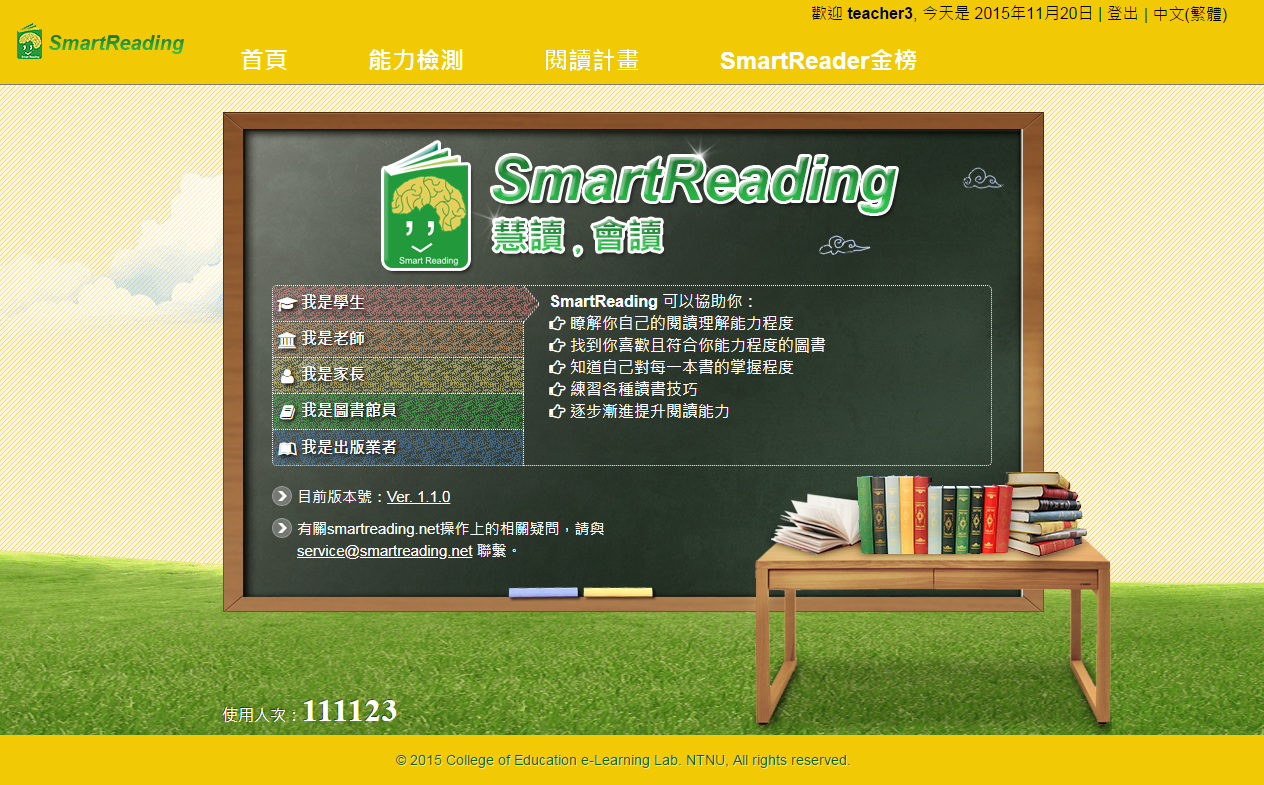 歡迎 teacher3, 今天是 2015年11月20日 | 登出 | 中文(繁體)
SmartReading
首頁 能力檢測 閱讀計畫 SmartReader金榜
SmartReading
慧讀,會讀
Smart Reading
我是學生
我是老師
我是家長
我是圖書館員
我是出版業者
SmartReading 可以協助你：
瞭解你自己的閱讀理解能力程度
找到你喜歡且符合你能力程度的圖書
知道自己對每一本書的掌握程度
練習各種讀書技巧
逐步漸進提升閱讀能力
目前版本號：Ver. 1.1.0
有關smartreading.net操作上的相關疑問，請與
service@smartreading.net 聯繫。
使用人次：111123
© 2015 College of Education e-Learning Lab. NTNU, All rights reserved.